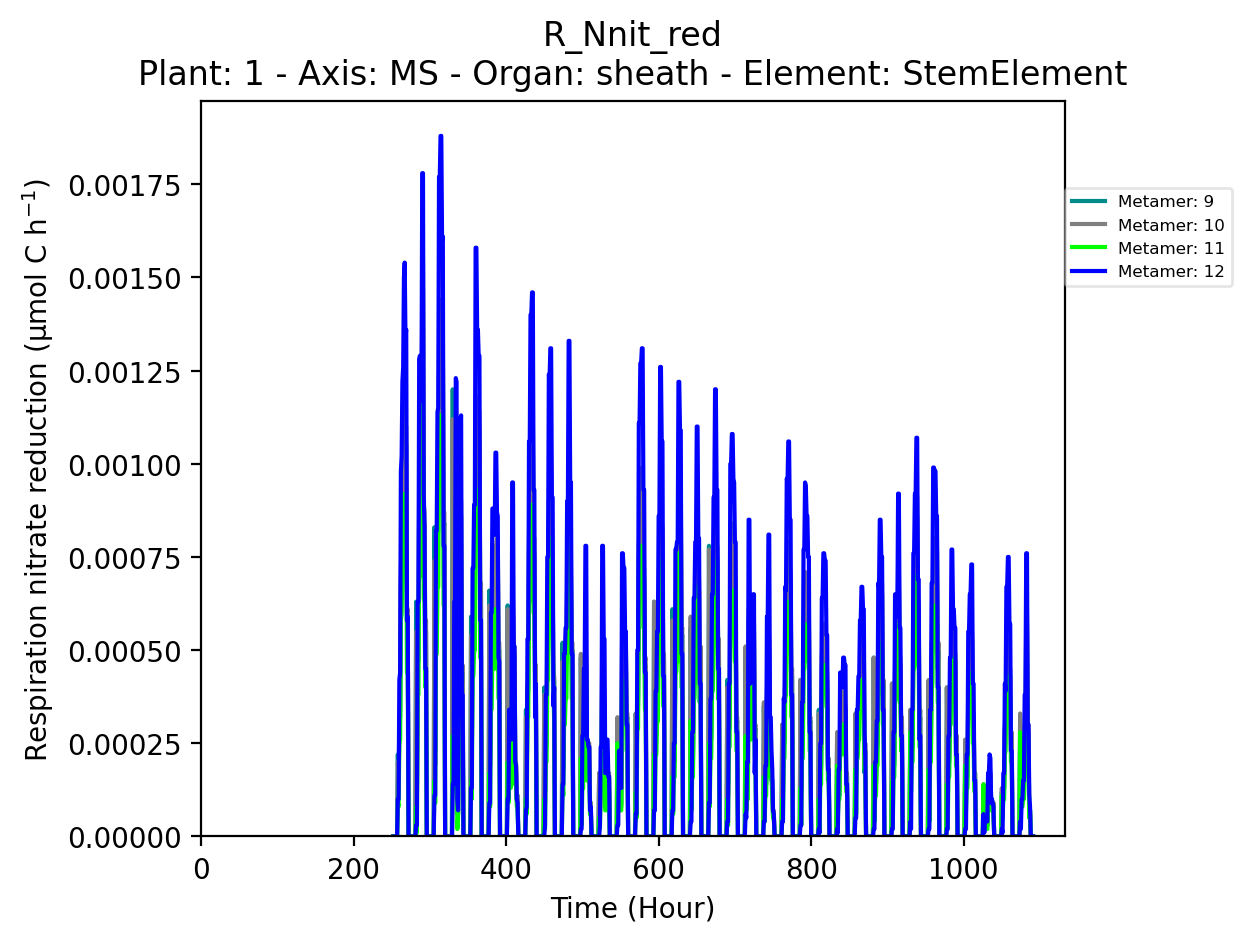 R_Nnit_red
Plant: 1 - Axis: MS - Organ: sheath - Element: StemElement
Respiration nitrate reduction (µmol C h⁻¹)
0.00175
0.00150
0.00125
0.00100
0.00075
0.00050
0.00025
0.00000
0 200 400 600 800 1000
Time (Hour)
Metamer: 9
Metamer: 10
Metamer: 11
Metamer: 12